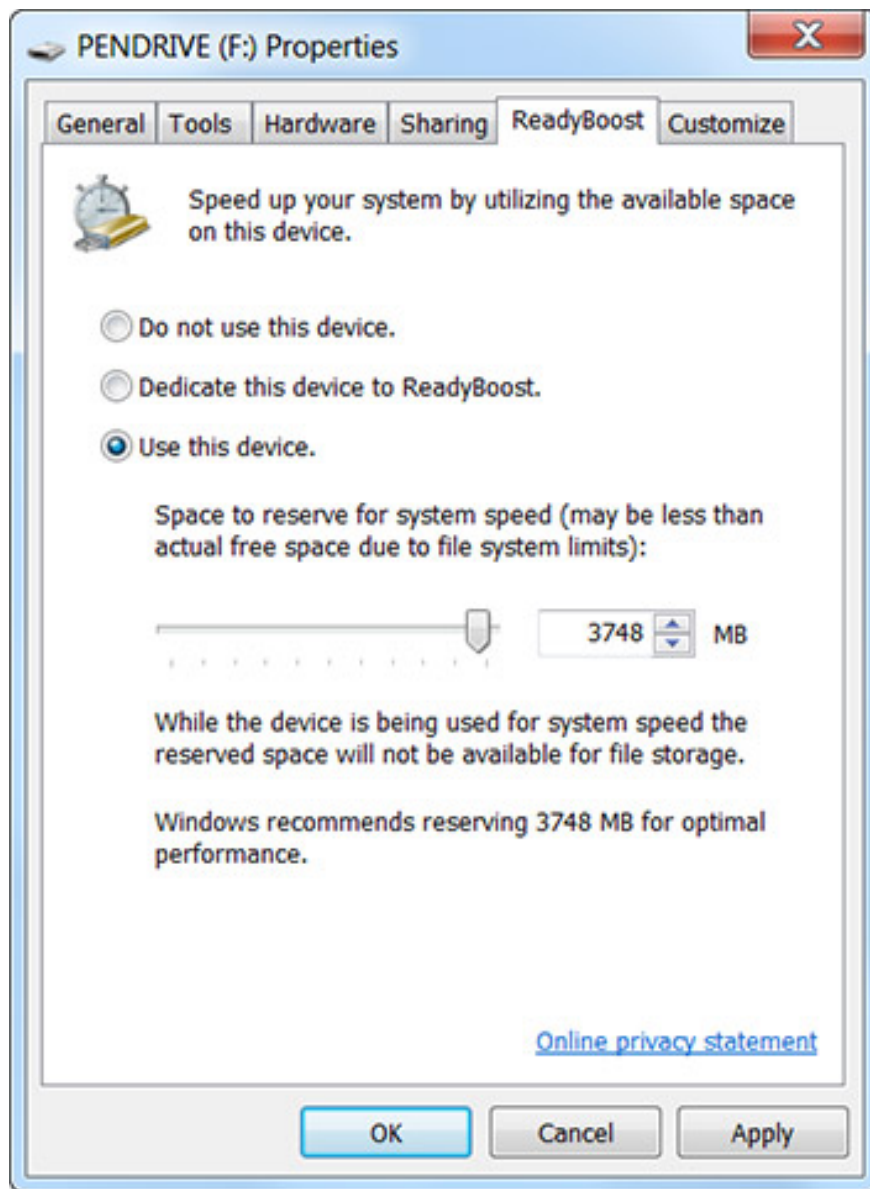 PENDRIVE (F:) Properties
General Tools Hardware Sharing ReadyBoost Customize
Speed up your system by utilizing the available space
on this device.
Do not use this device.
Dedicate this device to ReadyBoost.
Use this device.
Space to reserve for system speed (may be less than
actual free space due to file system limits):
3748 MB
While the device is being used for system speed the
reserved space will not be available for file storage.
Windows recommends reserving 3748 MB for optimal
performance.
Online privacy statement
OK Cancel Apply